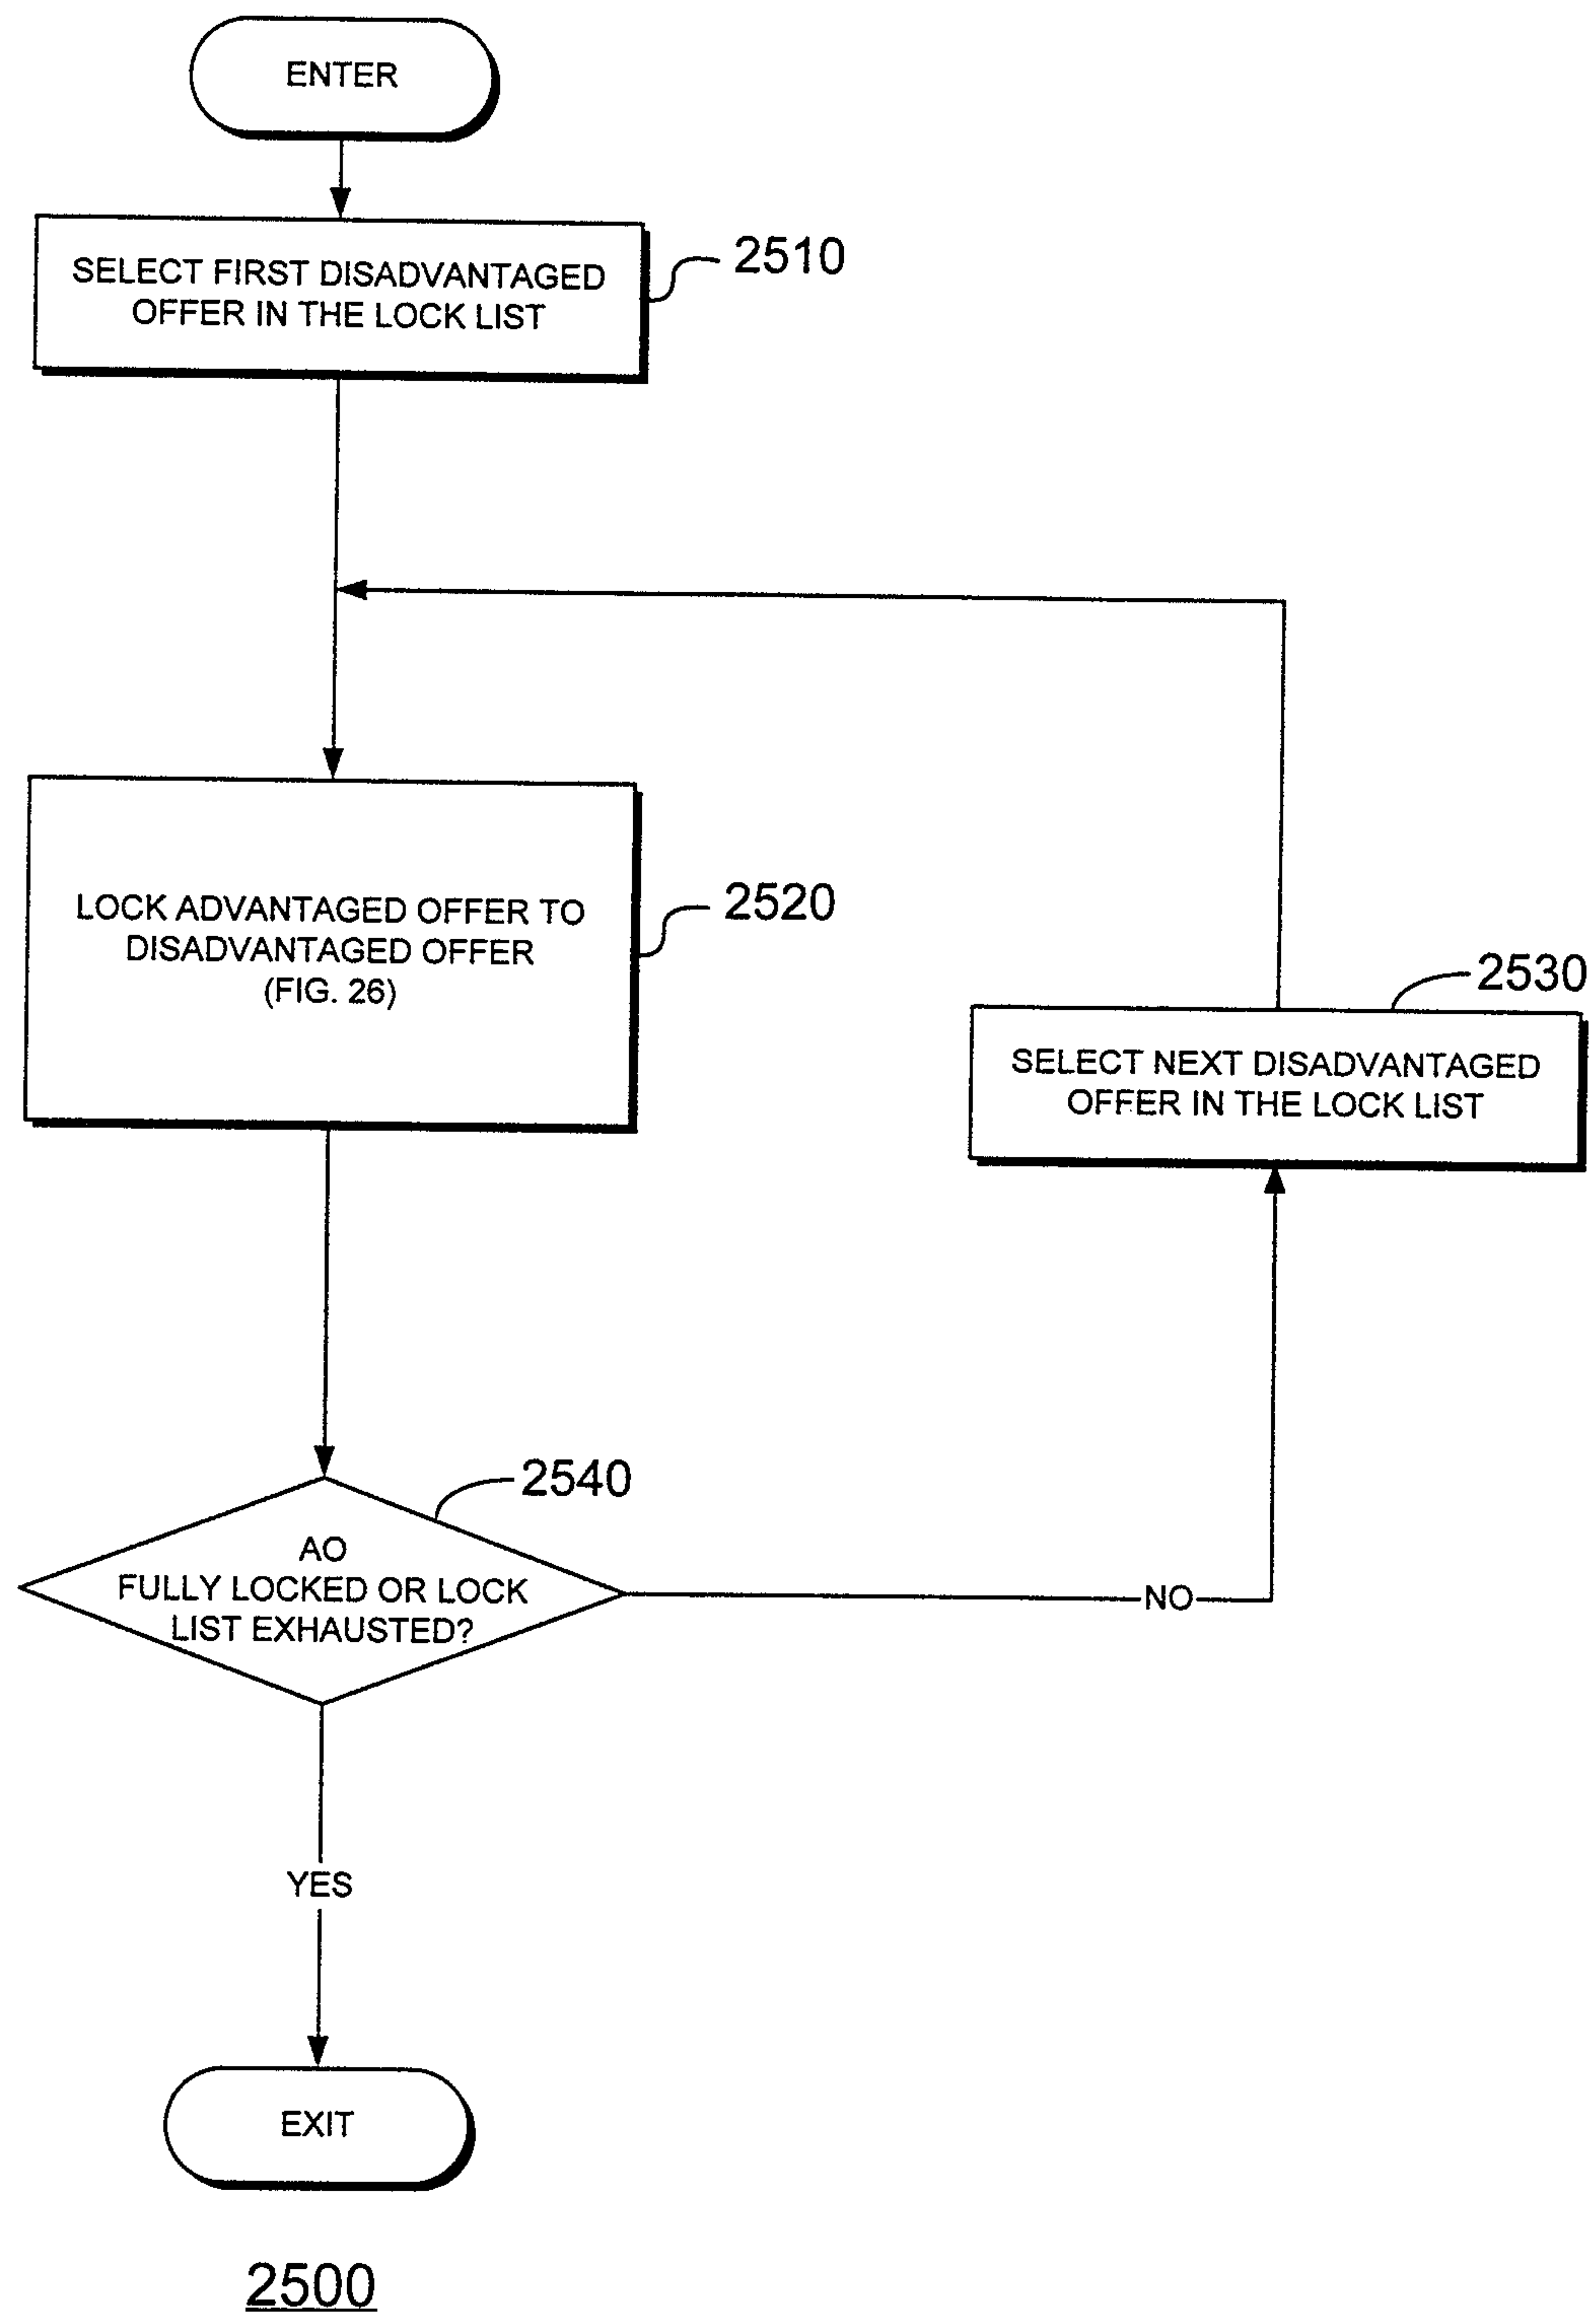 ENTER
SELECT FIRST DISADVANTAGED
OFFER IN THE LOCK LIST
2510
LOCK ADVANTAGED OFFER TO
DISADVANTAGED OFFER
(FIG. 26)
2520
2530
SELECT NEXT DISADVANTAGED
OFFER IN THE LOCK LIST
2540
AO
FULLY LOCKED OR LOCK
LIST EXHAUSTED?
NO
YES
EXIT
2500